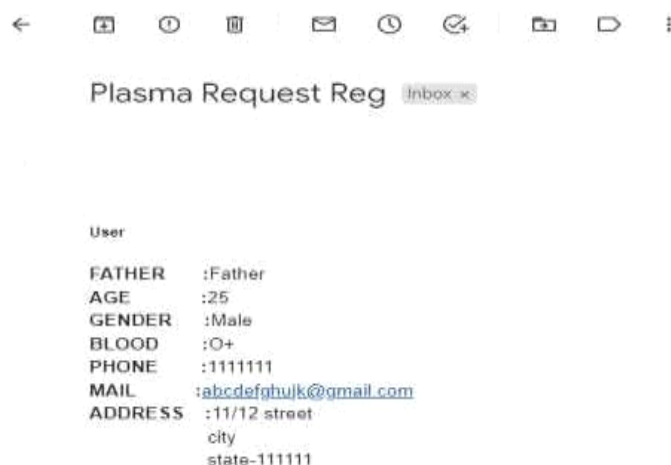 Plasma Request Reg Inbox ×
User
FATHER :Father
AGE :25
GENDER :Male
BLOOD :O+
PHONE :1111111
MAIL :abcdefghujk@gmail.com
ADDRESS :11/12 street
city
state-111111